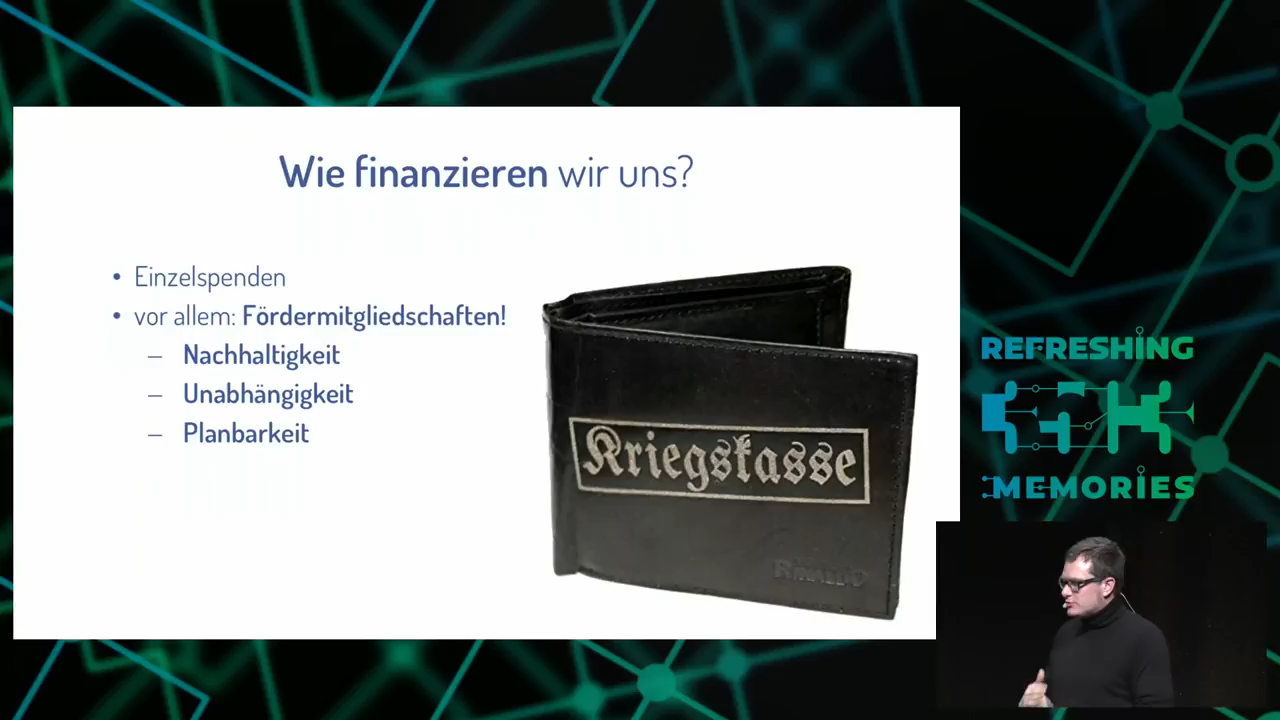 Wie finanzieren wir uns?
• Einzelspenden
• vor allem: Fördermitgliedschaften!
– Nachhaltigkeit
– Unabhängigkeit
– Planbarkeit
Kriegskasse
REFRESHING
MEMORIES